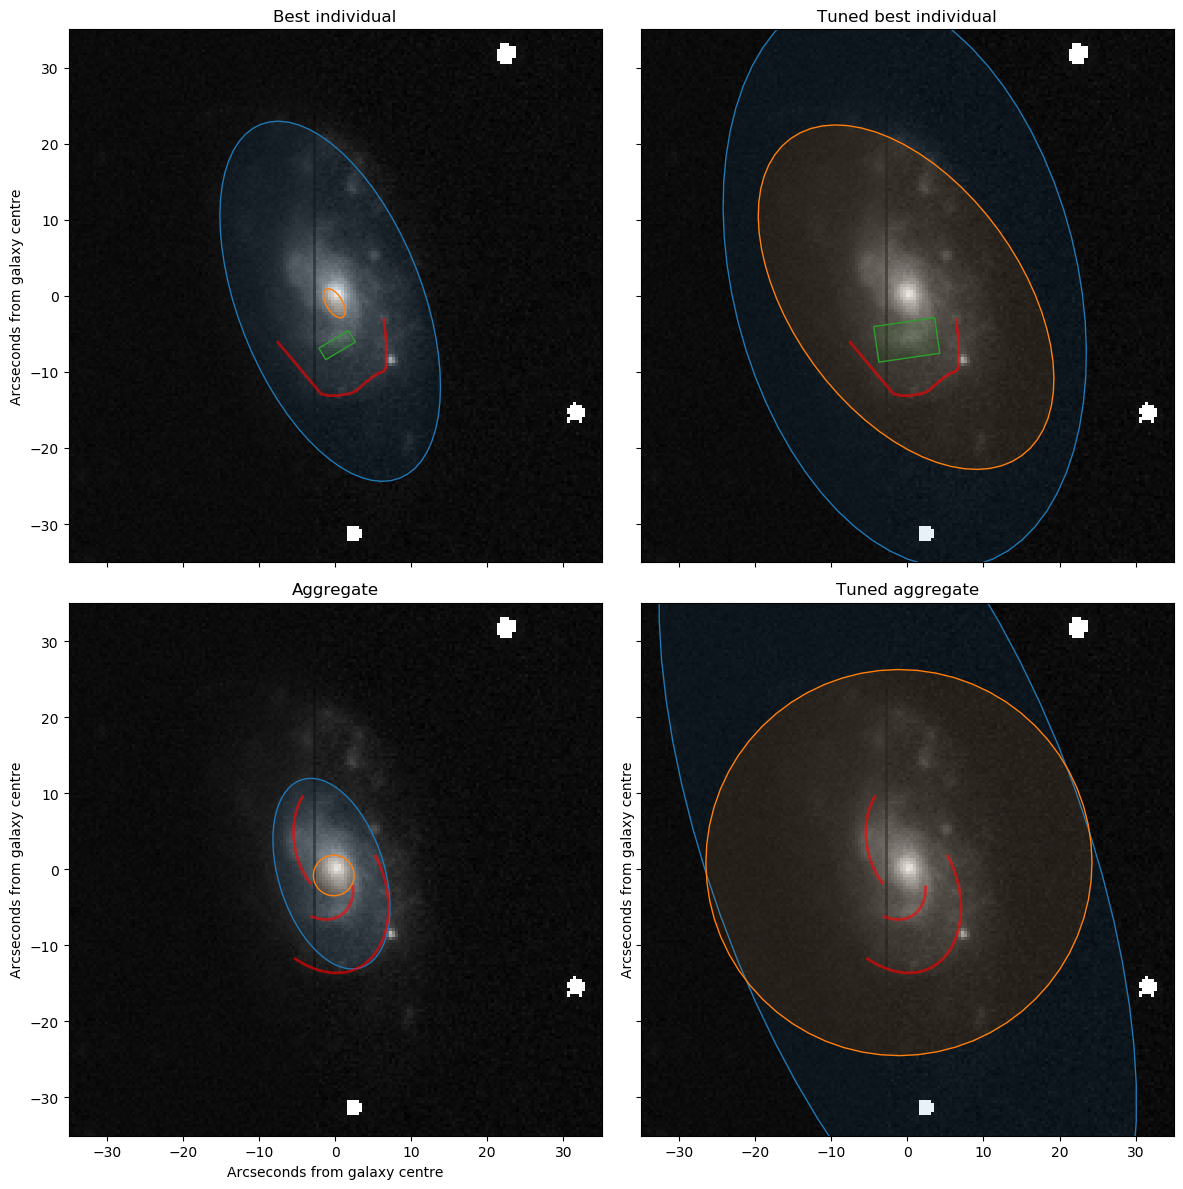 Best individual
Tuned best individual
30
20
10
0
−10
−20
−30
Arcseconds from galaxy centre
Aggregate
Tuned aggregate
30
20
10
0
−10
−20
−30
Arcseconds from galaxy centre
Arcseconds from galaxy centre
−30 −20 −10 0 10 20 30
−30 −20 −10 0 10 20 30
Arcseconds from galaxy centre